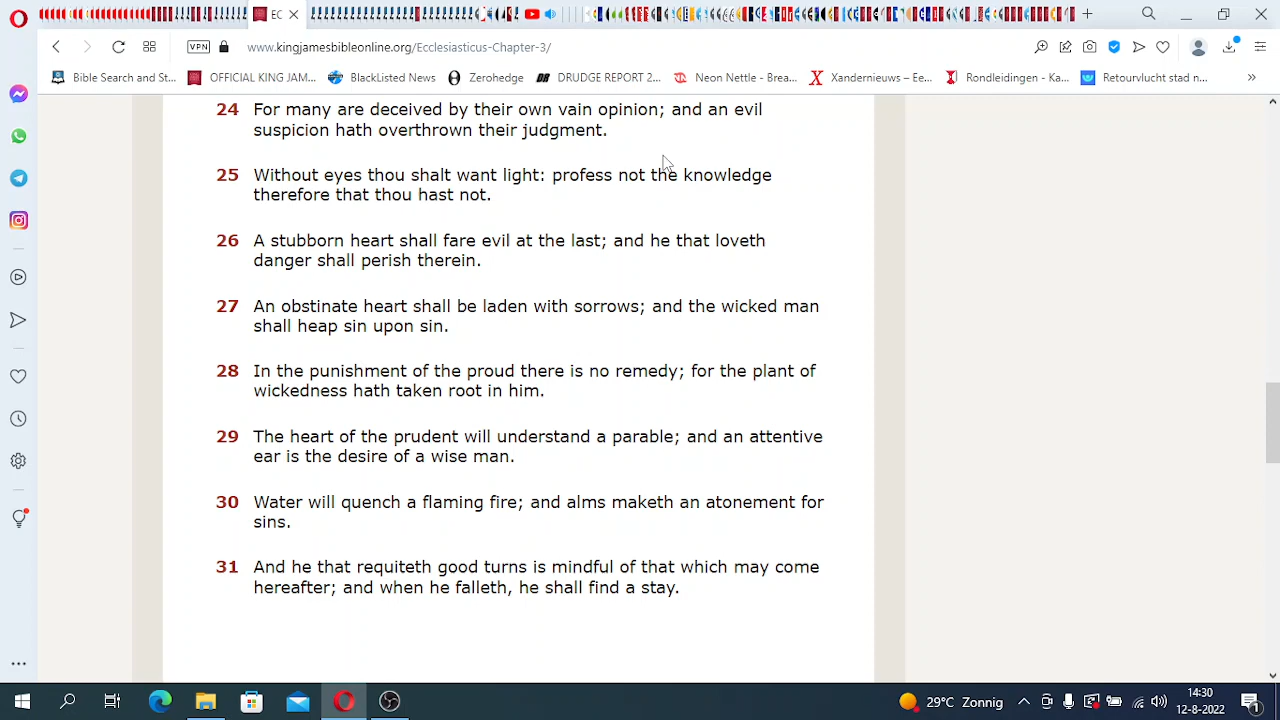 EC
VPN
www.kingjamesbibleonline.org/Ecclesiasticus-Chapter-3/
Bible Search and St...
OFFICIAL KING JAM...
BlackListed News
Zerohedge
DRUDGE REPORT 2...
Neon Nettle - Brea...
Xandernieuws – Ee...
Rondleidingen - Ka...
Retourvlucht stad n...
24 For many are deceived by their own vain opinion; and an evil
suspicion hath overthrown their judgment.
25 Without eyes thou shalt want light: profess not the knowledge
therefore that thou hast not.
26 A stubborn heart shall fare evil at the last; and he that loveth
danger shall perish therein.
27 An obstinate heart shall be laden with sorrows; and the wicked man
shall heap sin upon sin.
28 In the punishment of the proud there is no remedy; for the plant of
wickedness hath taken root in him.
29 The heart of the prudent will understand a parable; and an attentive
ear is the desire of a wise man.
30 Water will quench a flaming fire; and alms maketh an atonement for
sins.
31 And he that requiteth good turns is mindful of that which may come
hereafter; and when he falleth, he shall find a stay.
29°C Zonnig
14:30
12-8-2022
1